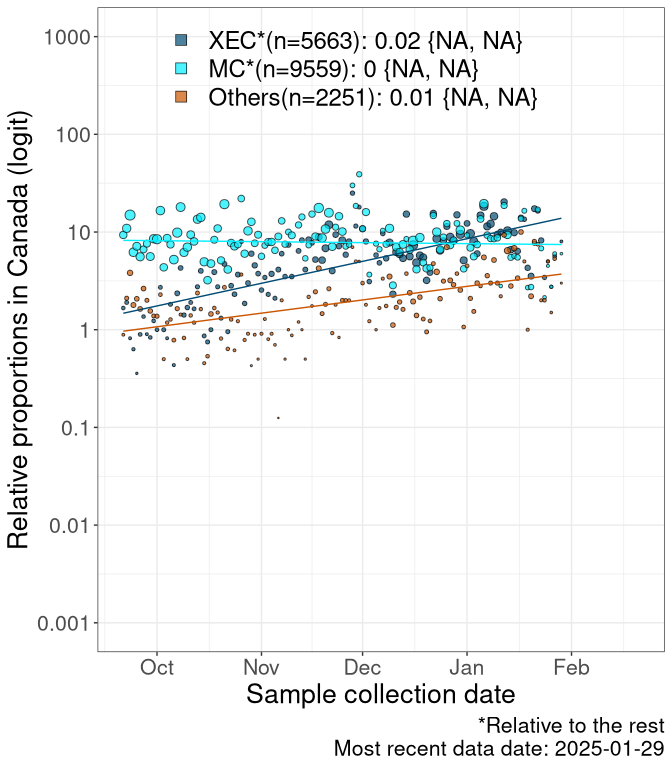 Relative proportions in Canada (logit)
1000
100
10
1
0.1
0.01
0.001
XEC*(n=5663): 0.02 {NA, NA}
MC*(n=9559): 0 {NA, NA}
Others(n=2251): 0.01 {NA, NA}
Oct Nov Dec Jan Feb
Sample collection date
*Relative to the rest
Most recent data date: 2025-01-29